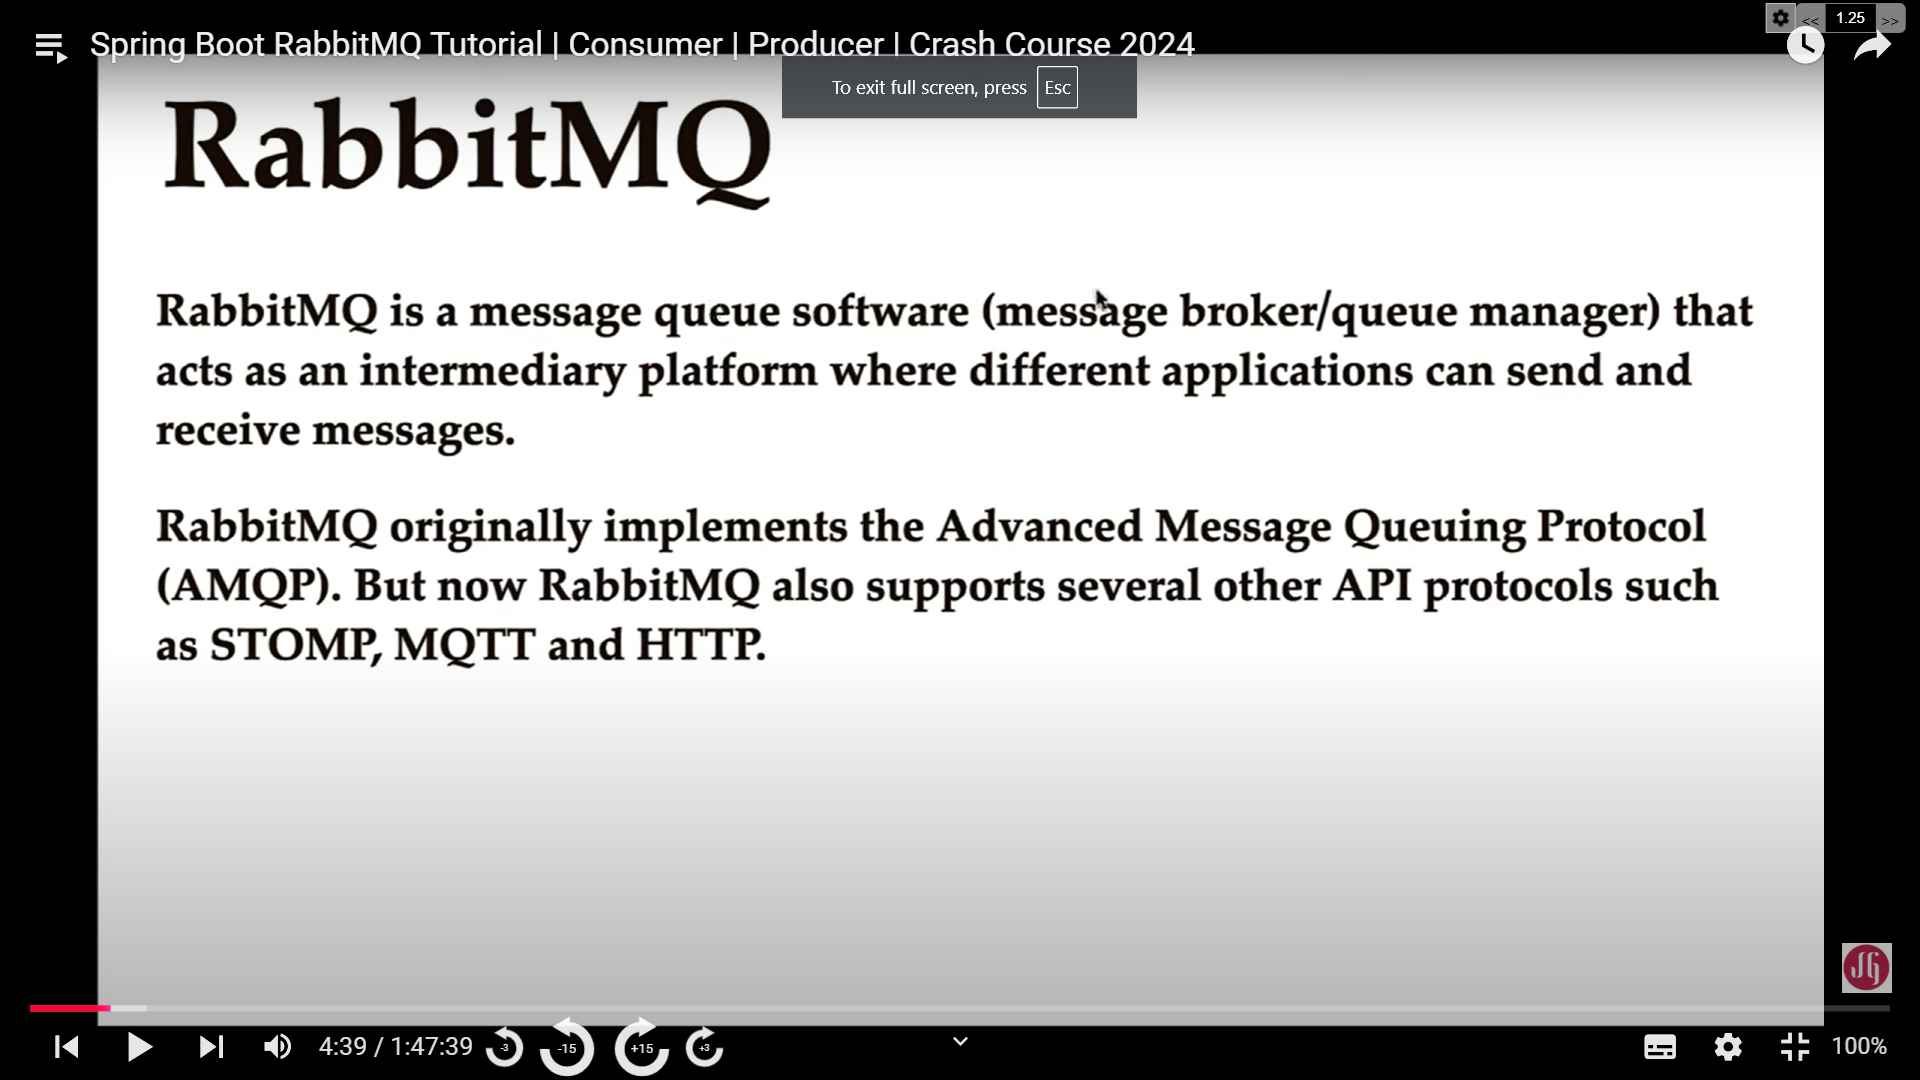 << 1.25 >>
Spring Boot RabbitMQ Tutorial | Consumer | Producer | Crash Course 2024
To exit full screen, press Esc
RabbitMQ
RabbitMQ is a message queue software (message broker/queue manager) that
acts as an intermediary platform where different applications can send and
receive messages.
RabbitMQ originally implements the Advanced Message Queuing Protocol
(AMQP). But now RabbitMQ also supports several other API protocols such
as STOMP, MQTT and HTTP.
JG
4:39 / 1:47:39 -3 -15 +15 +3 100%